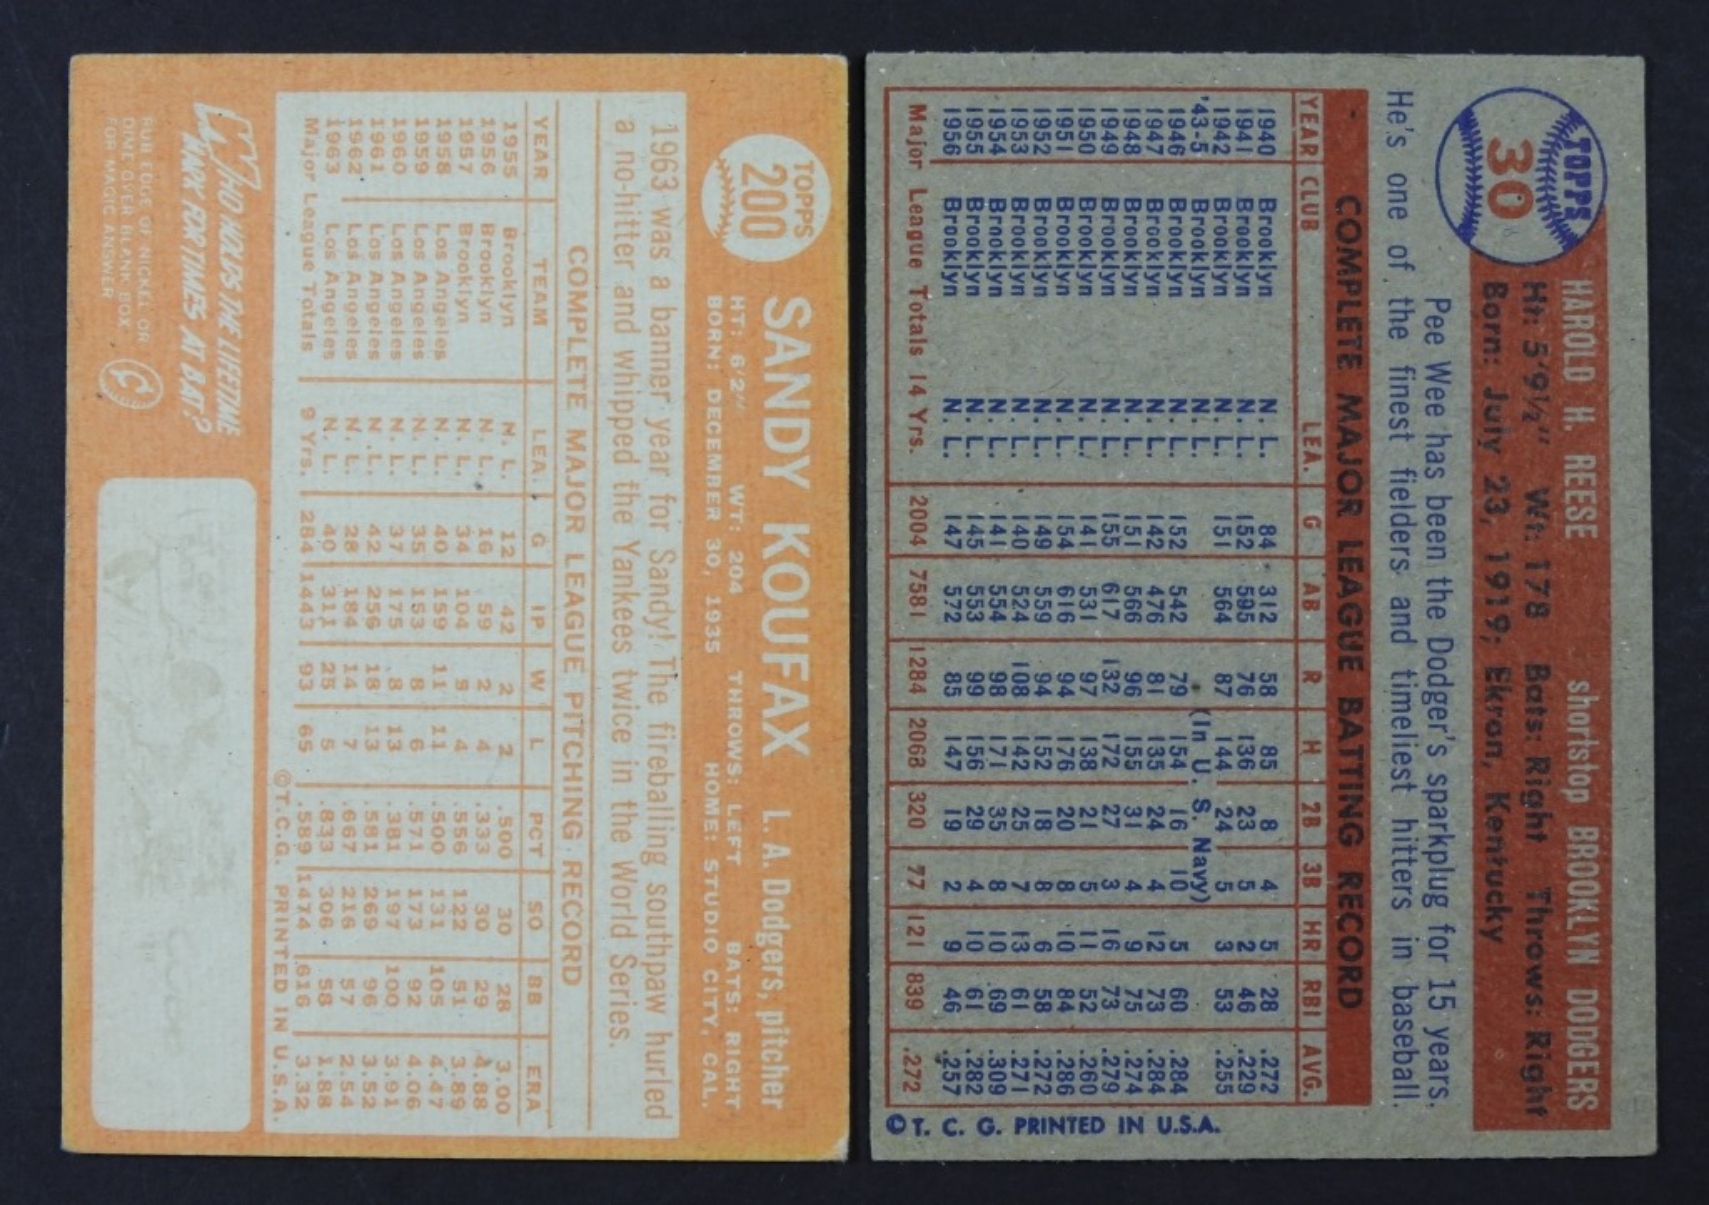 TOPPS
200
SANDY KOUFAX L. A. Dodgers, pitcher
HT: 6'2" WT: 204 THROWS: LEFT BATS: RIGHT
BORN: DECEMBER 30, 1935 HOME: STUDIO CITY, CAL.
1963 was a banner year for Sandy! The fireballing southpaw hurled
a no-hitter and whipped the Yankees twice in the World Series.
COMPLETE MAJOR LEAGUE PITCHING RECORD
YEAR TEAM LEA. G IP W L PCT SO BB ERA
1955 Brooklyn N. L. 12 42 2 2 .500 30 28 3.00
1956 Brooklyn N. L. 16 59 2 4 .333 30 29 4.88
1957 Brooklyn N. L. 34 104 5 4 .556 122 51 3.89
1958 Los Angeles N. L. 40 159 11 11 .500 131 105 4.47
1959 Los Angeles N. L. 35 153 8 6 .571 173 92 4.06
1960 Los Angeles N. L. 37 175 8 13 .381 197 100 3.91
1961 Los Angeles N. L. 42 256 18 13 .581 269 96 3.52
1962 Los Angeles N. L. 28 184 14 7 .667 216 57 2.54
1963 Los Angeles N. L. 40 311 25 5 .833 306 58 1.88
Major League Totals 9 Yrs. 284 1443 93 65 .589 1474 616 3.32
©T.C.G. PRINTED IN U.S.A.
WHO HOLDS THE LIFETIME
MARK FOR TIMES AT BAT?
RUB EDGE OF NICKEL OR
DIME OVER BLANK BOX
FOR MAGIC ANSWER
TOPPS
30
HAROLD H. REESE shortstop BROOKLYN DODGERS
Ht: 5'9½" Wt: 178 Bats: Right Throws: Right
Born: July 23, 1919; Ekron, Kentucky
Pee Wee has been the Dodger's sparkplug for 15 years.
He's one of the finest fielders and timeliest hitters in baseball.
COMPLETE MAJOR LEAGUE BATTING RECORD
YEAR CLUB LEA. G AB R H 2B 3B HR RBI AVG.
1940 Brooklyn N. L. 84 312 58 85 8 4 5 28 .272
1941 Brooklyn N. L. 152 595 76 136 23 5 2 46 .229
1942 Brooklyn N. L. 151 564 87 144 24 5 3 53 .255
'43-5 Brooklyn N. L. (In U. S. Navy)
1946 Brooklyn N. L. 152 542 79 154 16 10 5 60 .284
1947 Brooklyn N. L. 142 476 81 135 24 4 12 73 .284
1948 Brooklyn N. L. 151 566 96 155 31 4 9 75 .274
1949 Brooklyn N. L. 155 617 132 172 27 3 16 73 .279
1950 Brooklyn N. L. 141 531 97 138 21 5 11 52 .260
1951 Brooklyn N. L. 154 616 94 176 20 8 10 84 .286
1952 Brooklyn N. L. 149 559 94 152 18 8 6 58 .272
1953 Brooklyn N. L. 140 524 108 142 25 7 13 61 .271
1954 Brooklyn N. L. 141 554 98 171 35 8 10 69 .309
1955 Brooklyn N. L. 145 553 99 156 29 4 10 61 .282
1956 Brooklyn N. L. 147 572 85 147 19 2 9 46 .257
Major League Totals 14 Yrs. 2004 7581 1284 2068 320 77 121 839 .272
©T. C. G. PRINTED IN U.S.A.